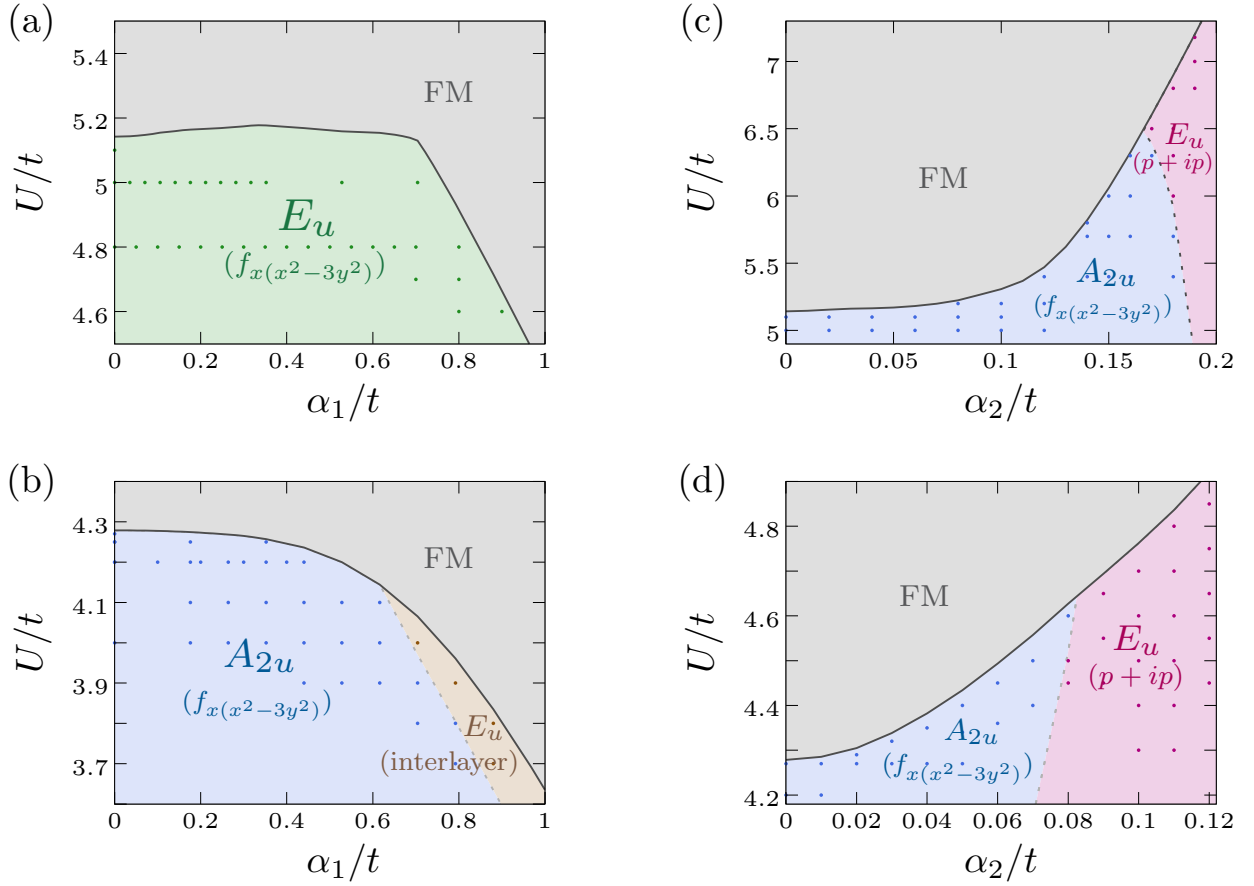 (a)
5.4
5.2
5
4.8
4.6
U/t
FM
E_u
(f_{x(x^2−3y^2)})
0 0.2 0.4 0.6 0.8 1
α_1/t
(c)
7
6.5
6
5.5
5
U/t
FM
E_u
(p + ip)
A_{2u}
(f_{x(x^2−3y^2)})
0 0.05 0.1 0.15 0.2
α_2/t
(b)
4.3
4.1
3.9
3.7
U/t
FM
A_{2u}
(f_{x(x^2−3y^2)})
E_u
(interlayer)
0 0.2 0.4 0.6 0.8 1
α_1/t
(d)
4.8
4.6
4.4
4.2
U/t
FM
E_u
(p + ip)
A_{2u}
(f_{x(x^2−3y^2)})
0 0.02 0.04 0.06 0.08 0.1 0.12
α_2/t